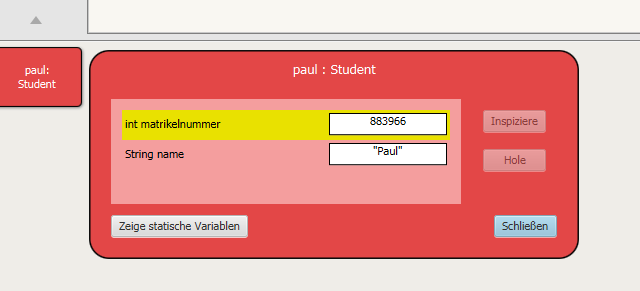 paul:
Student
paul : Student
int matrikelnummer 883966
String name "Paul"
Inspiziere
Hole
Zeige statische Variablen
Schließen